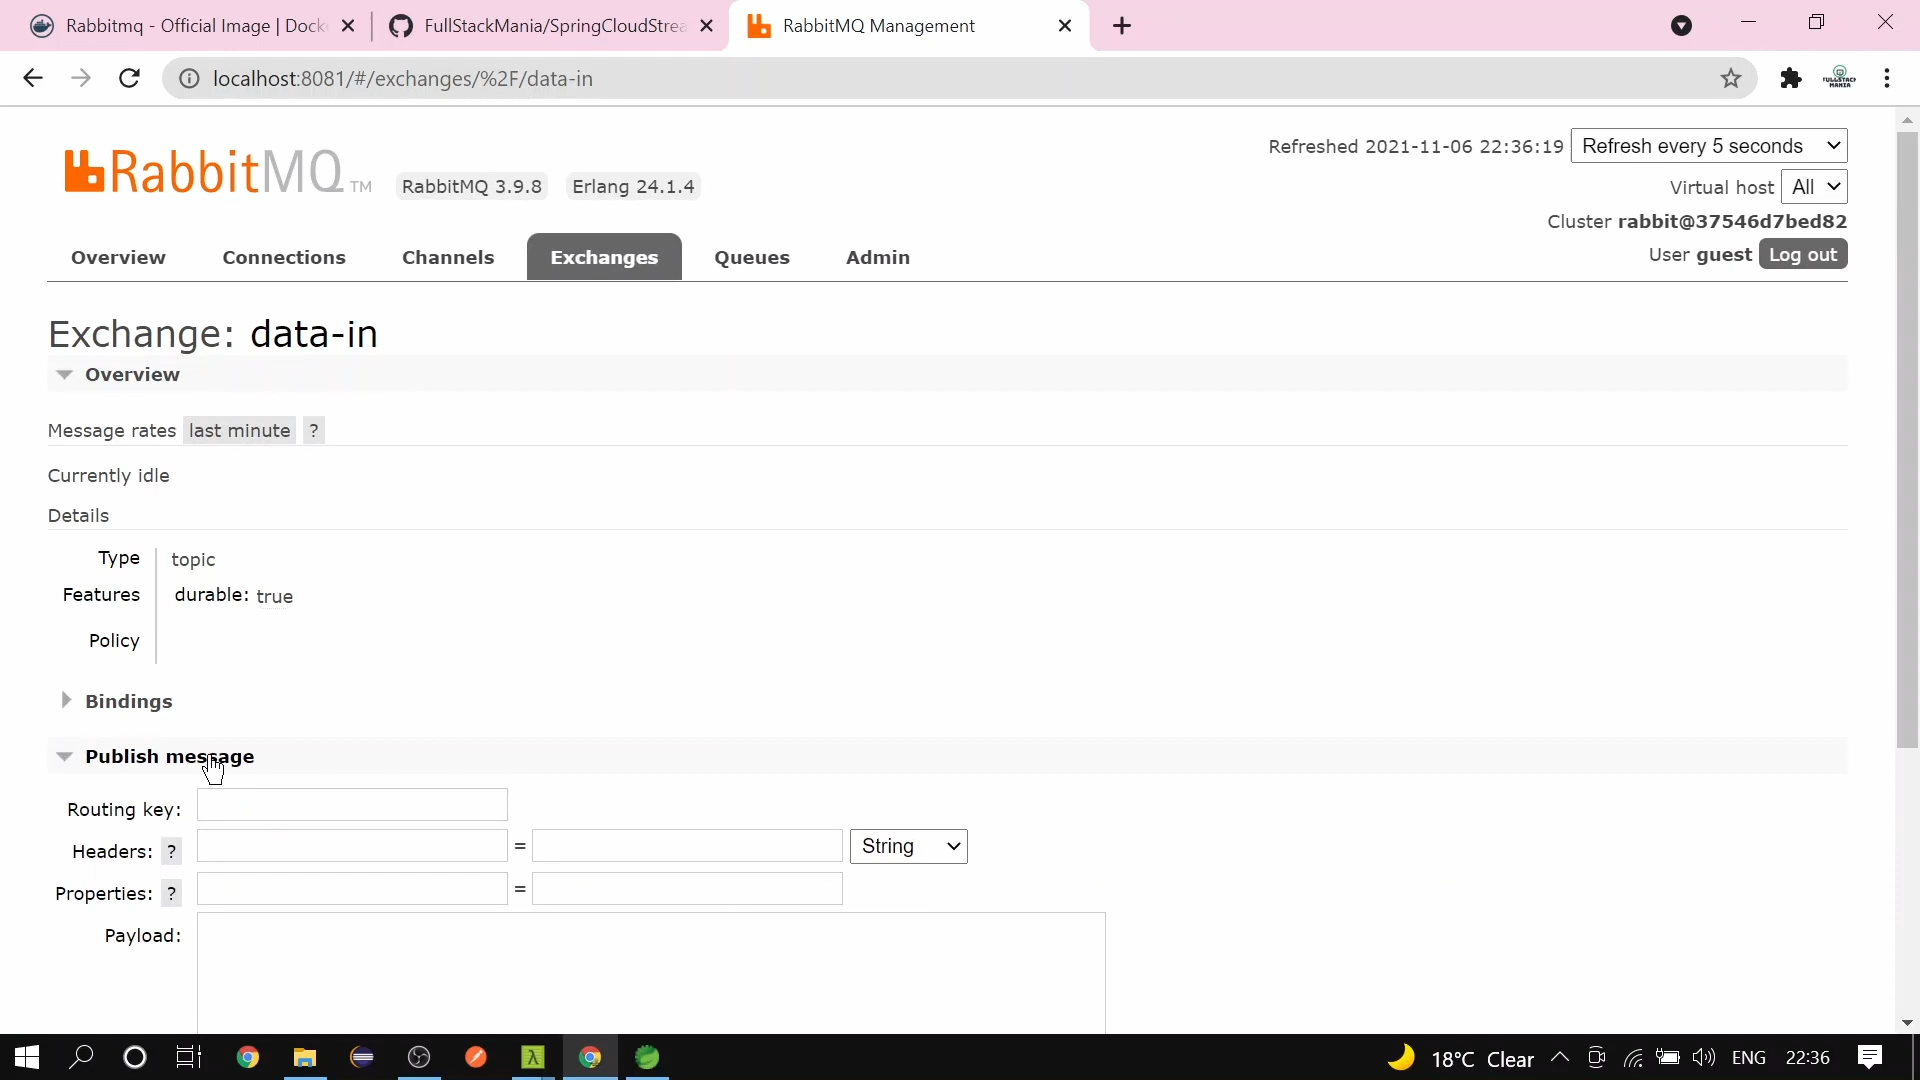 Rabbitmq - Official Image | Dock
FullStackMania/SpringCloudStrea
RabbitMQ Management
localhost:8081/#/exchanges/%2F/data-in
FULLSTACK
MANIA
Refreshed 2021-11-06 22:36:19 Refresh every 5 seconds
RabbitMQ TM RabbitMQ 3.9.8 Erlang 24.1.4
Virtual host All
Cluster rabbit@37546d7bed82
User guest Log out
Overview Connections Channels Exchanges Queues Admin
Exchange: data-in
Overview
Message rates last minute ?
Currently idle
Details
Type topic
Features durable: true
Policy
Bindings
Publish message
Routing key:
Headers: ? = String
Properties: ? =
Payload:
18°C Clear ENG 22:36